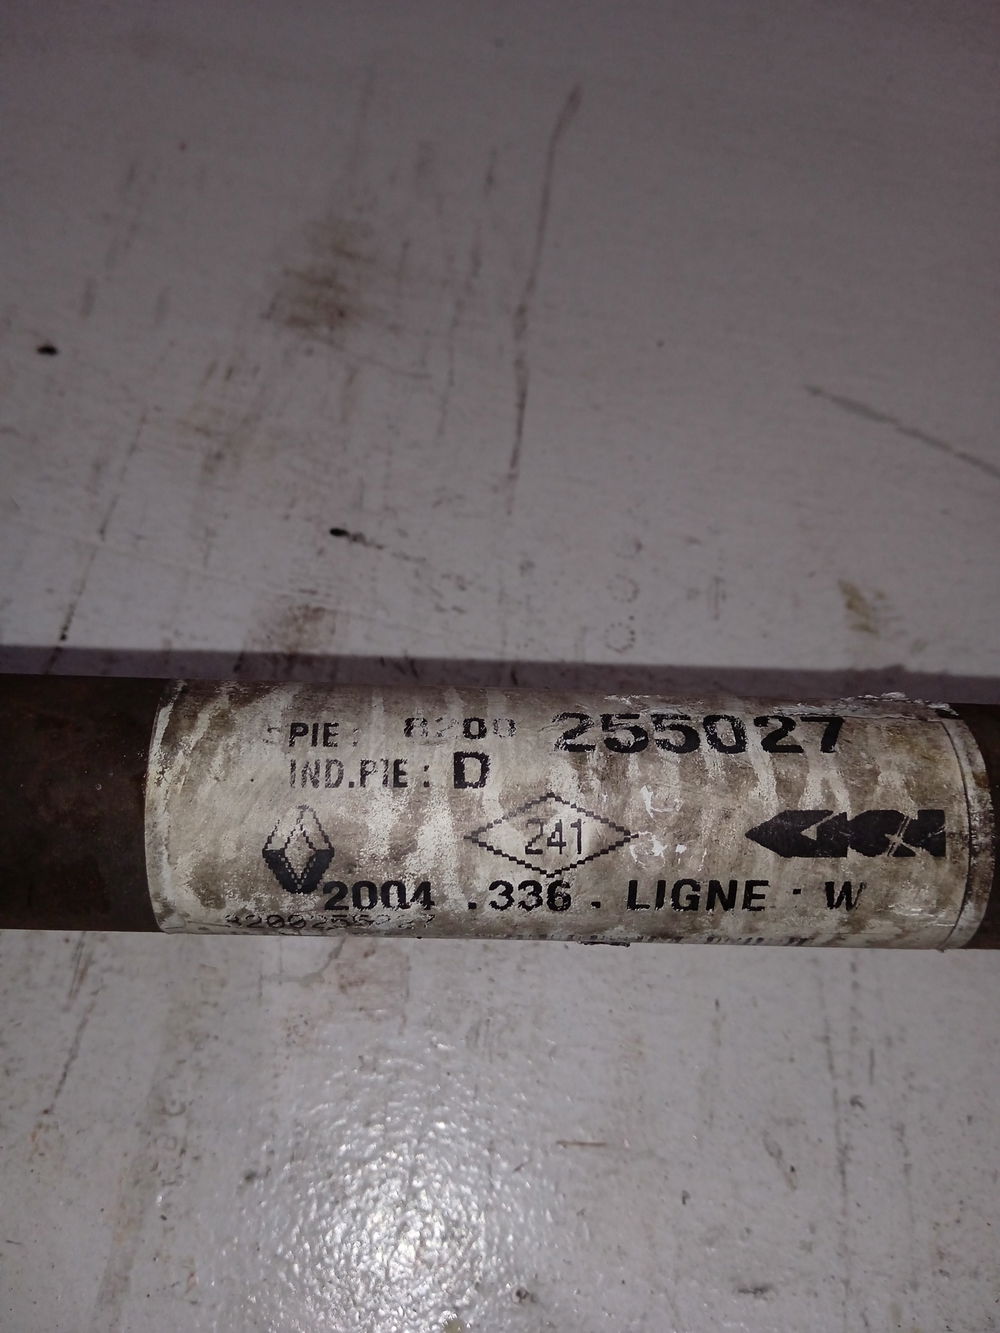 PIE: 8200 255027
IND.PIE: D
241
2004 .336. LIGNE · W